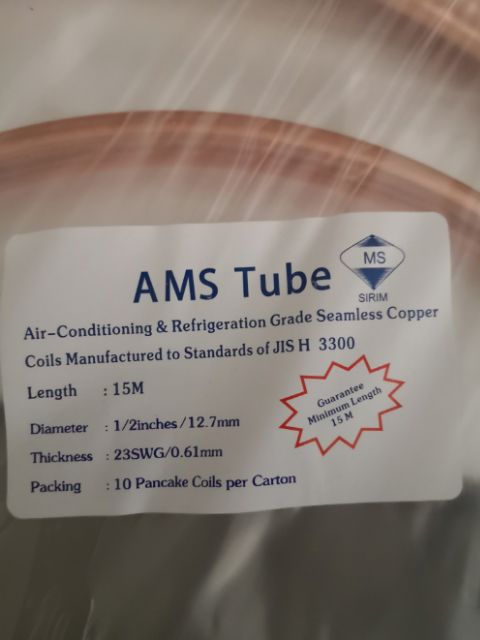 MS
SIRIM
AMS Tube
Air-Conditioning & Refrigeration Grade Seamless Copper
Coils Manufactured to Standards of JIS H 3300
Length : 15M
Guarantee
Minimum Length
15 M
Diameter : 1/2inches/12.7mm
Thickness : 23SWG/0.61mm
Packing : 10 Pancake Coils per Carton